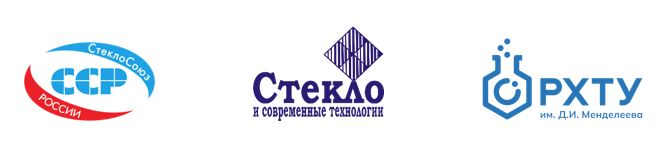 СтеклоСоюз
ССР
РОССИИ
Стекло
и современные технологии
РХТУ
им. Д.И. Менделеева